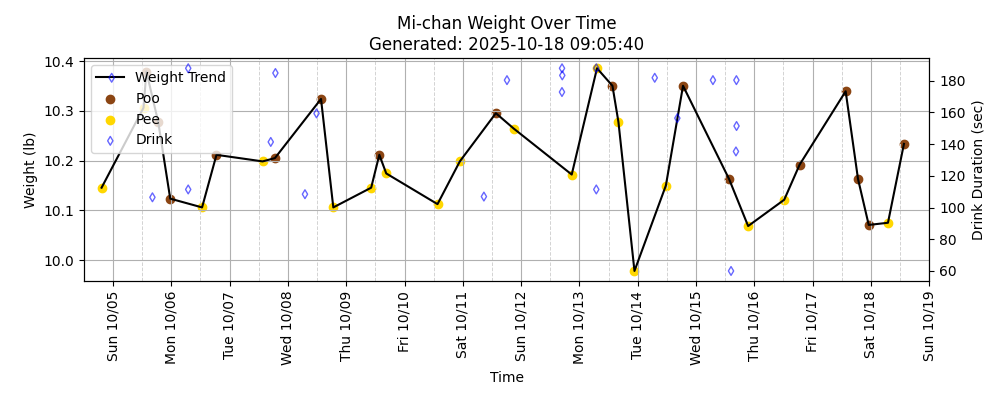 Mi-chan Weight Over Time
Generated: 2025-10-18 09:05:40
Weight Trend
Poo
Pee
Drink
Weight (lb)
10.4
10.3
10.2
10.1
10.0
Drink Duration (sec)
180
160
140
120
100
80
60
Sun 10/05
Mon 10/06
Tue 10/07
Wed 10/08
Thu 10/09
Fri 10/10
Sat 10/11
Sun 10/12
Mon 10/13
Tue 10/14
Wed 10/15
Thu 10/16
Fri 10/17
Sat 10/18
Sun 10/19
Time